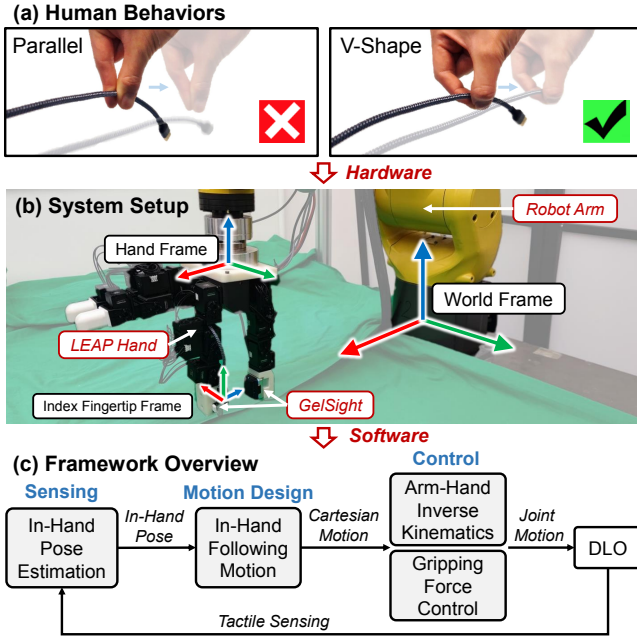 (a) Human Behaviors
Parallel
V-Shape
Hardware
(b) System Setup
Robot Arm
Hand Frame
World Frame
LEAP Hand
Index Fingertip Frame
GelSight
Software
(c) Framework Overview
Sensing
Motion Design
Control
In-Hand
Pose
Estimation
In-Hand
Pose
In-Hand
Following
Motion
Cartesian
Motion
Arm-Hand
Inverse
Kinematics
Gripping
Force
Control
Joint
Motion
DLO
Tactile Sensing